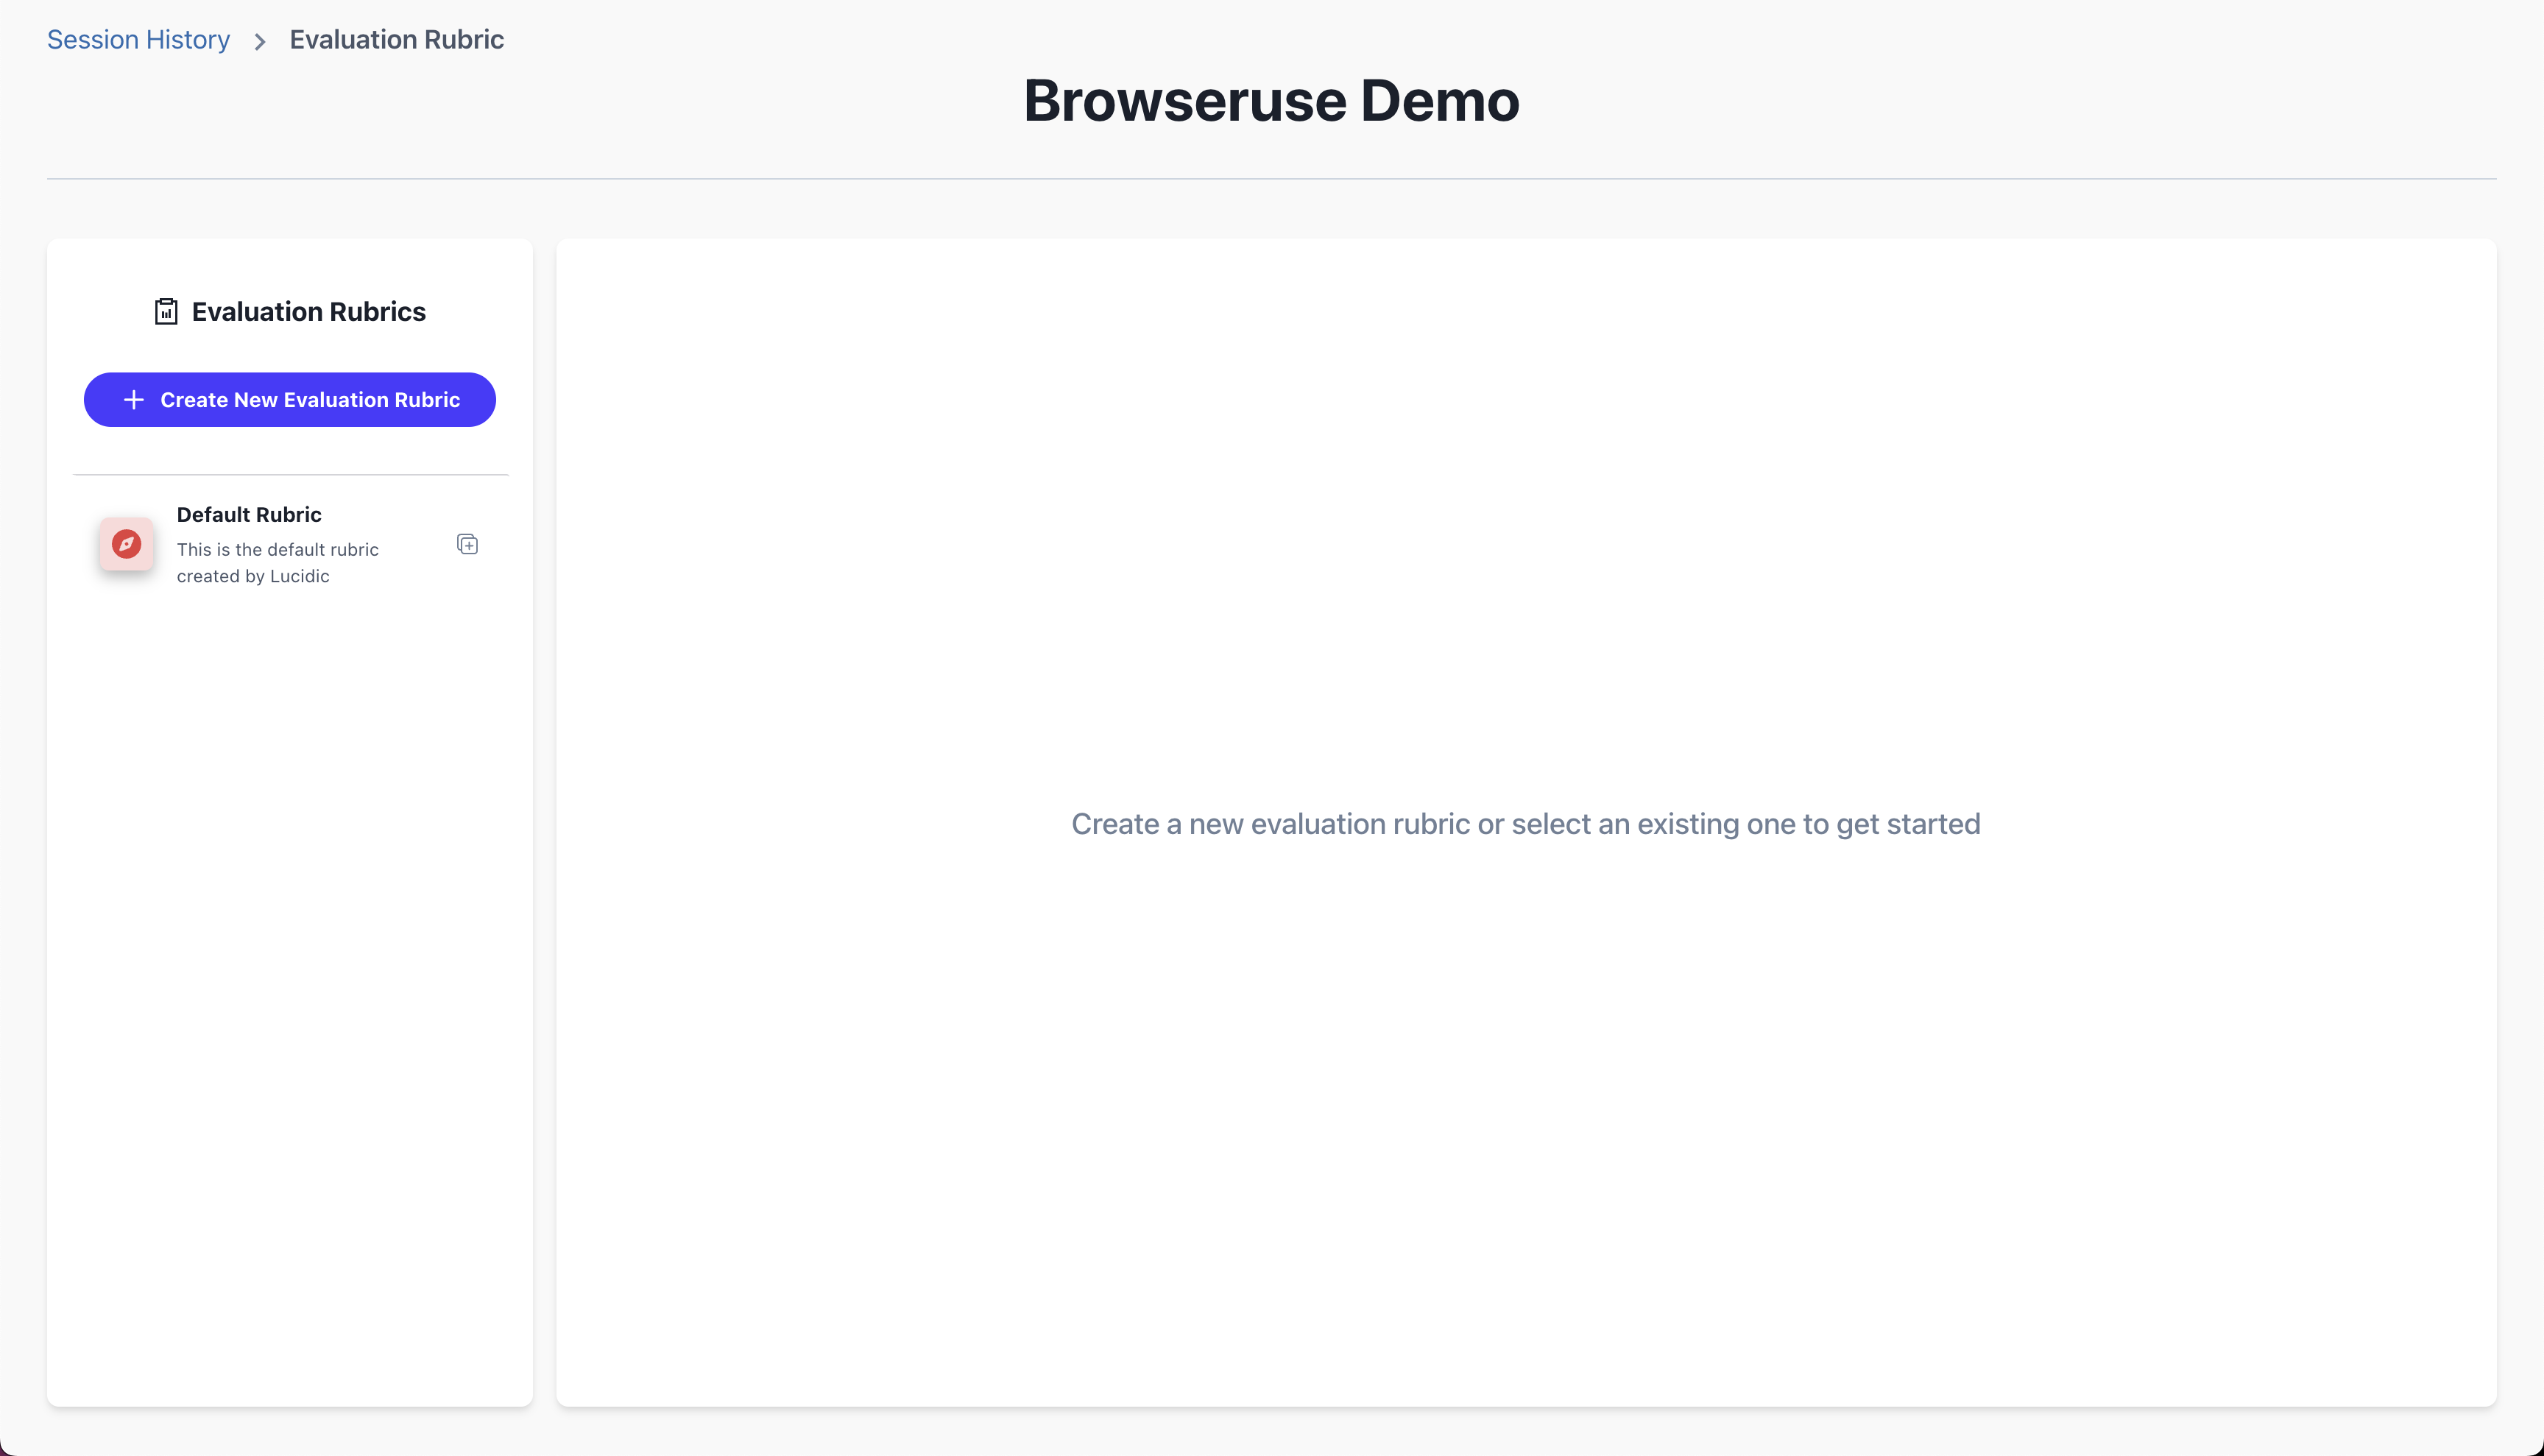 Session History
Evaluation Rubric
Browseruse Demo
Evaluation Rubrics
Create New Evaluation Rubric
Default Rubric
This is the default rubric
created by Lucidic
Create a new evaluation rubric or select an existing one to get started